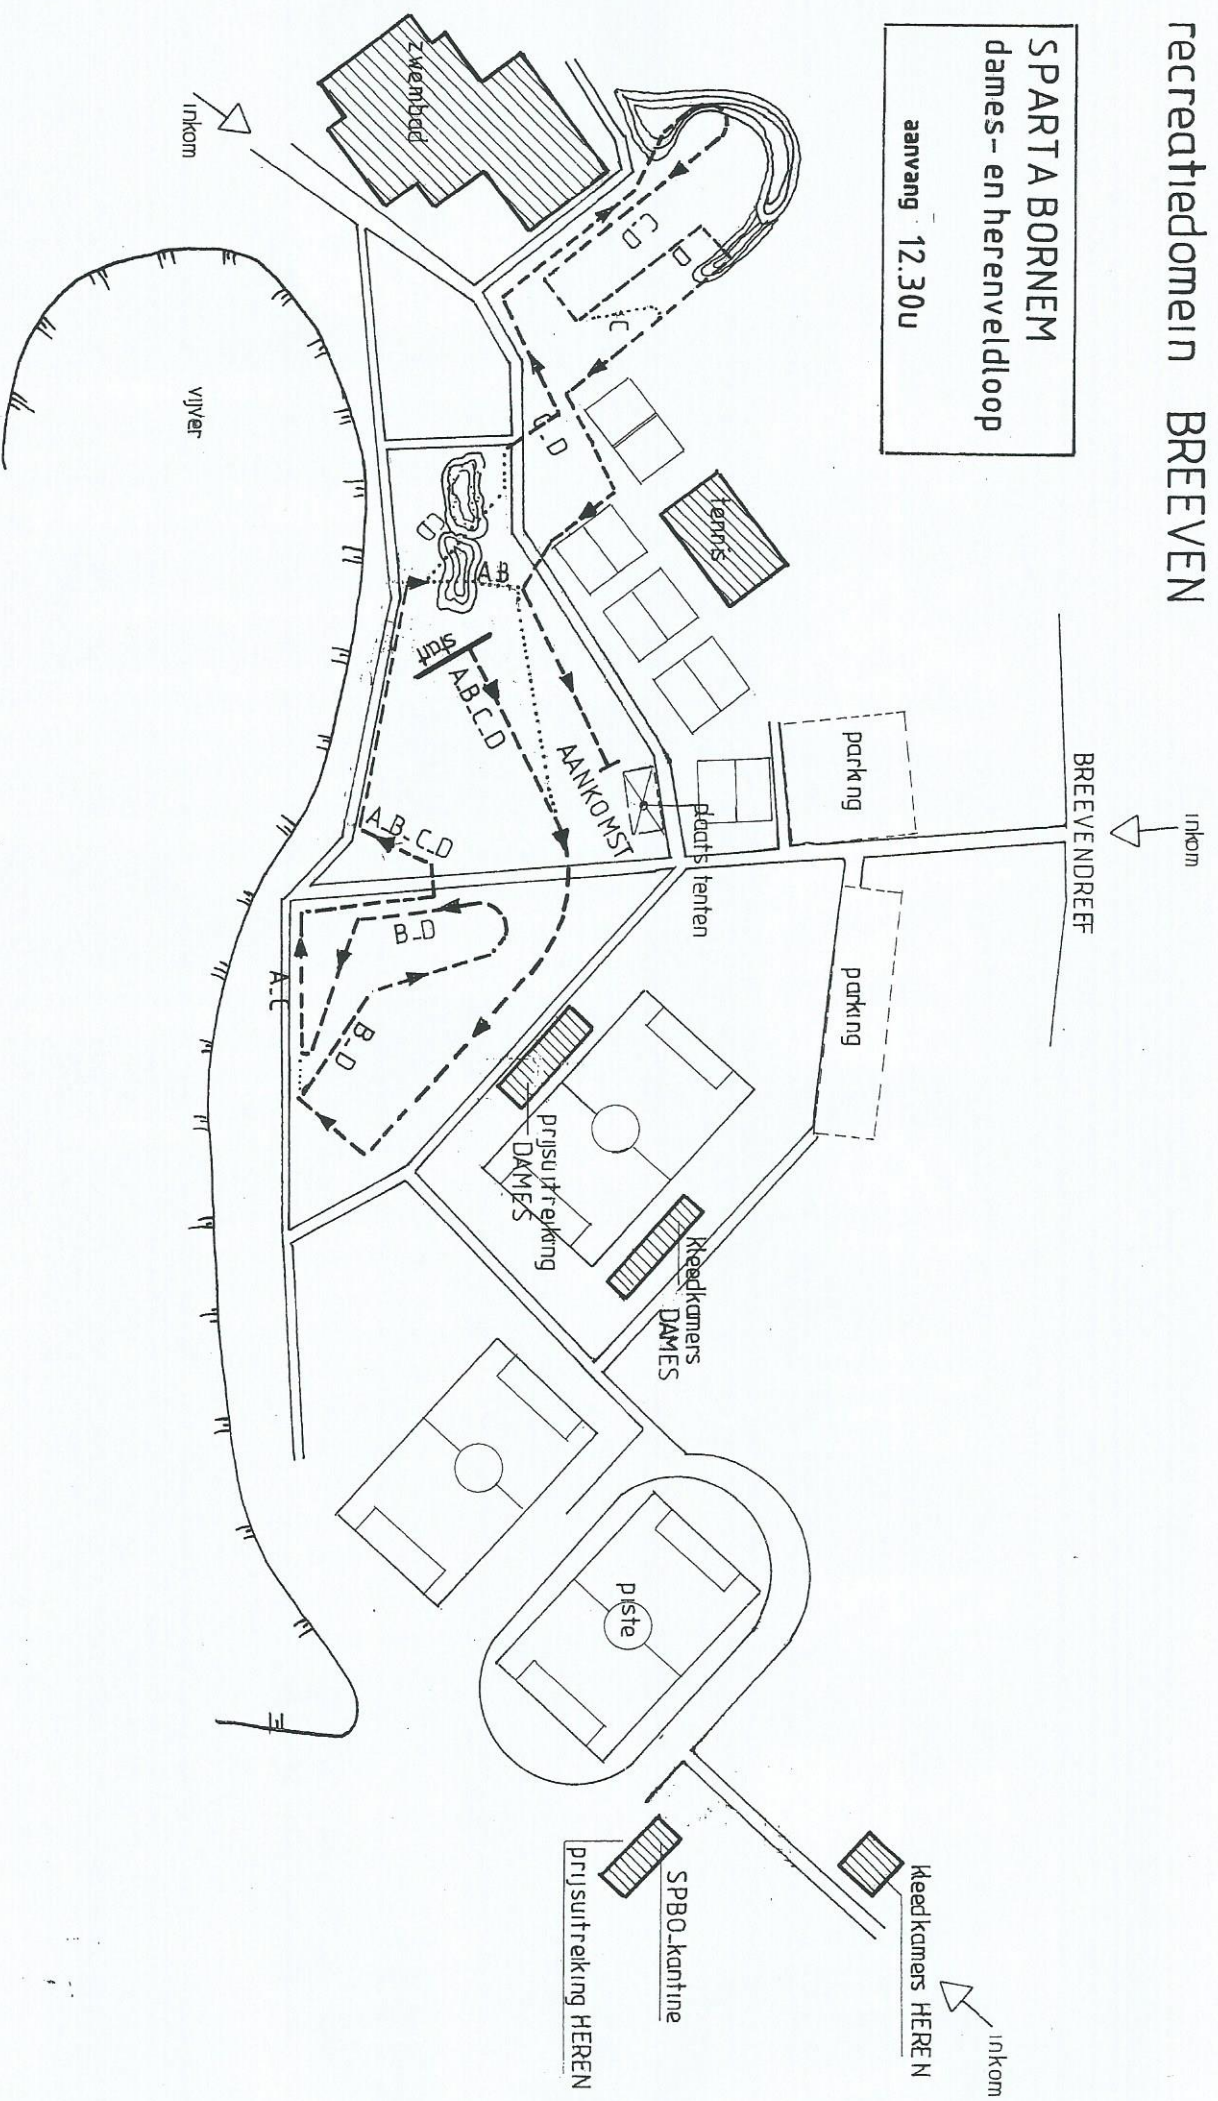 recreatiedomein BREEVEN
SPARTA BORNEM
dames- en herenveldloop
aanvang 12.30u
inkom
BREEVENDREEF
parking
parking
zwembad
inkom
vijver
tennis
C-D
D
C
C-D
A B
start
A.B.C.D
AANKOMST
plaats tenten
A.B.C.D
B-D
A.C
B-D
prijsuitreiking
DAMES
kleedkamers
DAMES
piste
kleedkamers HEREN
inkom
SPBO-kantine
prijsuitreiking HEREN